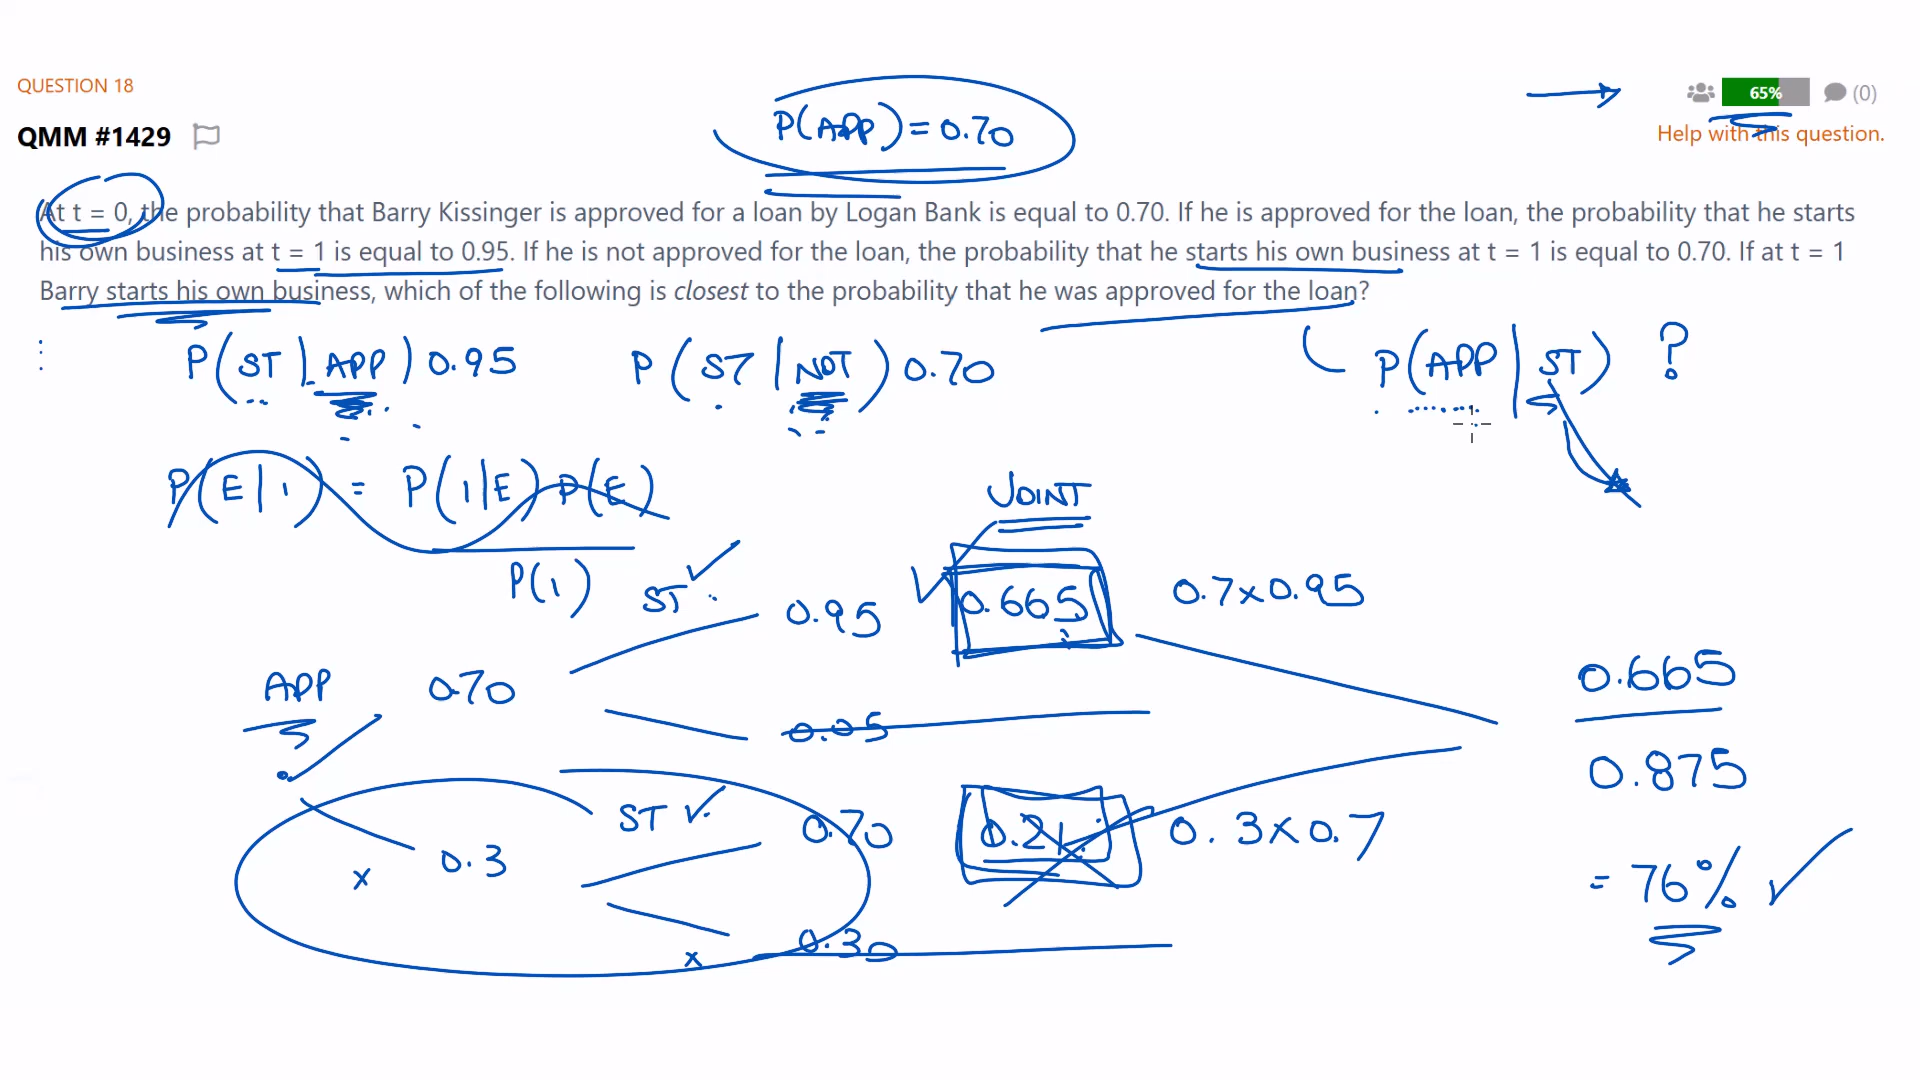 QUESTION 18
P(APP) = 0.70
65%
(0)
QMM #1429
Help with this question.
At t = 0, the probability that Barry Kissinger is approved for a loan by Logan Bank is equal to 0.70. If he is approved for the loan, the probability that he starts
his own business at t = 1 is equal to 0.95. If he is not approved for the loan, the probability that he starts his own business at t = 1 is equal to 0.70. If at t = 1
Barry starts his own business, which of the following is closest to the probability that he was approved for the loan?
P(ST | APP) 0.95
P(ST | NOT) 0.70
P(APP | ST) ?
P(E | 1) = P(1|E) P(E)
P(1)
JOINT
ST
0.95
0.665
0.7x0.95
APP
0.70
0.05
0.665
0.875
ST
0.70
0.21
0.3x0.7
x
0.3
= 76%
x
0.30